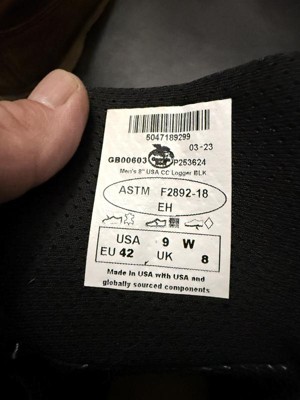 5047189299
03-23
GB00603 P253624
Men's 8" USA CC Logger BLK
ASTM F2892-18
EH
USA 9 W
EU 42 UK 8
Made in USA with USA and
globally sourced components